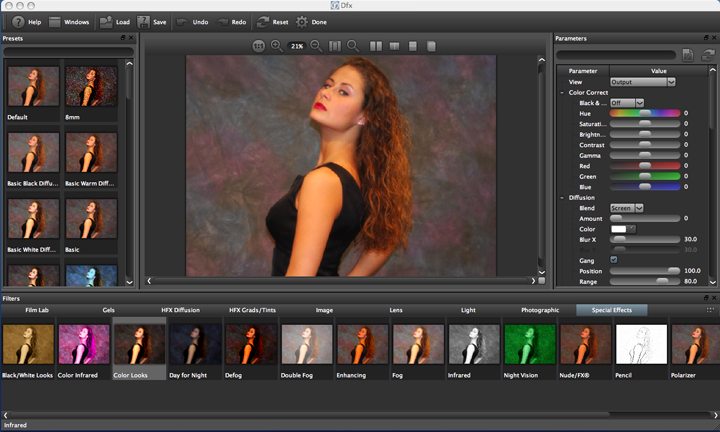 Dfx
Help Windows Load Save Undo Redo Reset Done
Presets
Default 8mm
Basic Black Diffu... Basic Warm Diff...
Basic White Diff... Basic
21%
Parameters
Parameter Value
View Output
Color Correct
Black & ... Off
Hue 0
Saturati... 0
Brightn... 0
Contrast 0
Gamma 0
Red 0
Green 0
Blue 0
Diffusion
Blend Screen
Amount 0
Color
Blur X 30.0
30.0
Gang
Position 100.0
Range 80.0
Filters
Film Lab Gels HFX Diffusion HFX Grads/Tints Image Lens Light Photographic Special Effects
Black/White Looks Color Infrared Color Looks Day for Night Defog Double Fog Enhancing Fog Infrared Night Vision Nude/FX® Pencil Polarizer
Infrared